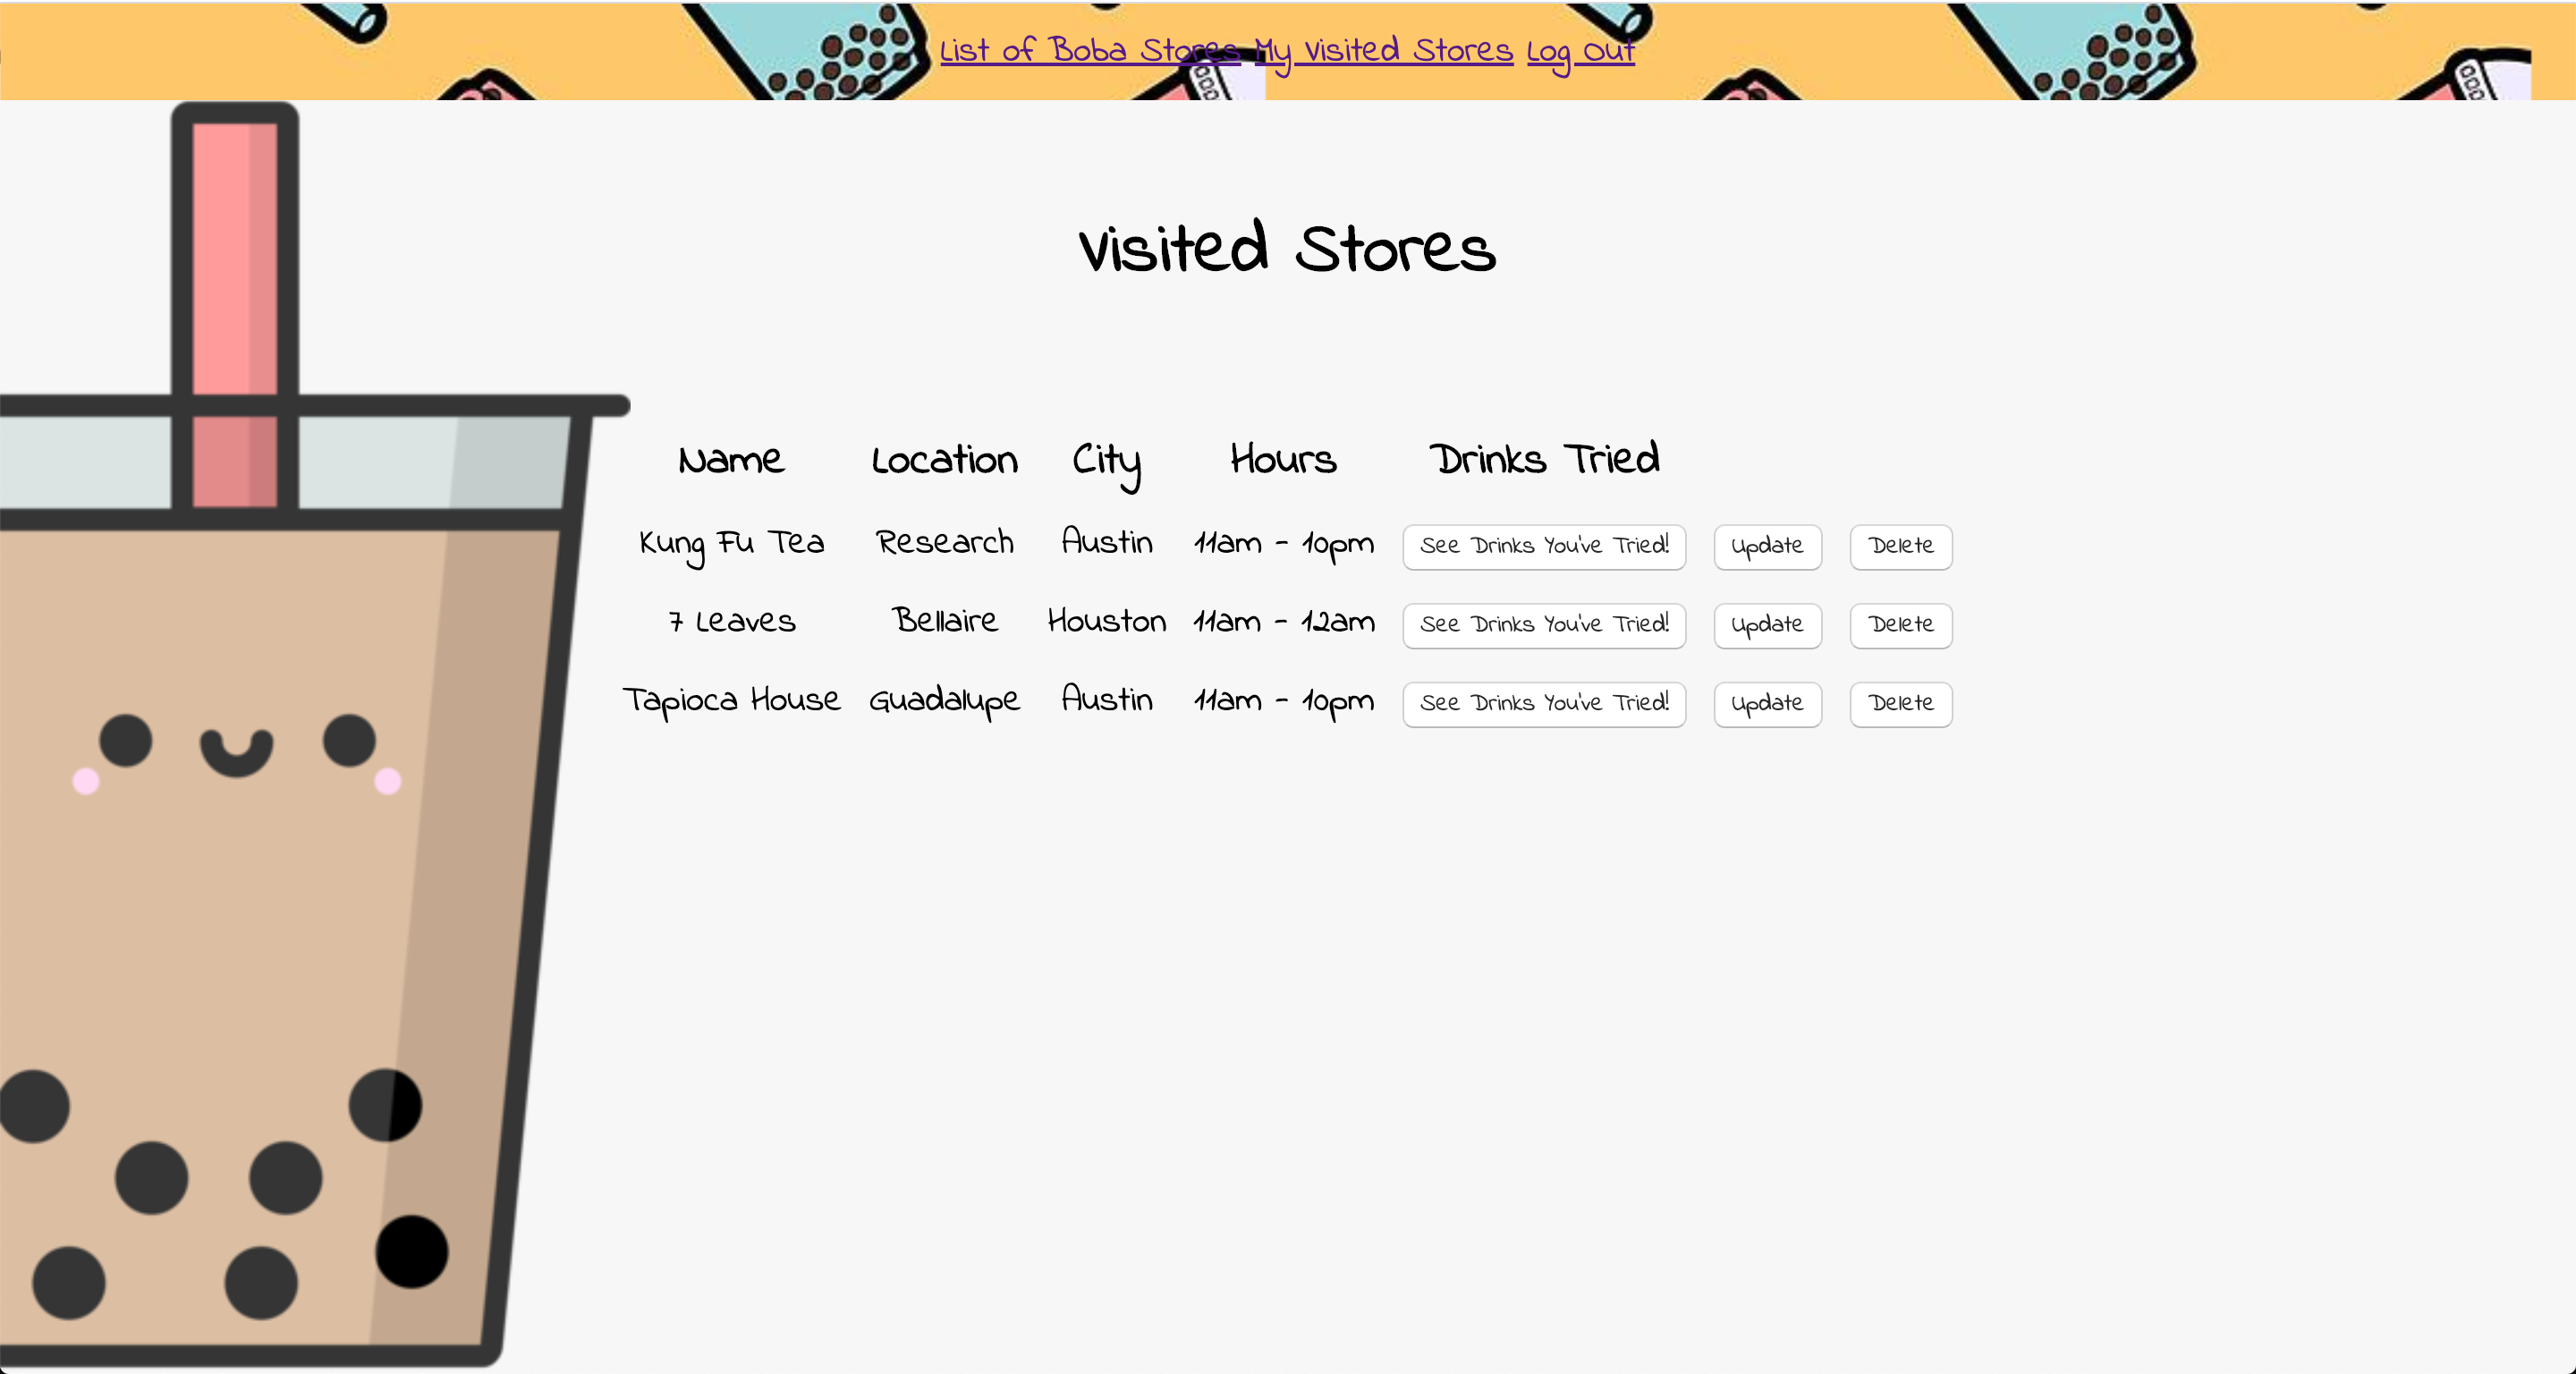 List of Boba Stores My Visited Stores Log Out
Visited Stores
Name Location City Hours Drinks Tried
Kung Fu Tea Research Austin 11am - 10pm See Drinks You've Tried! Update Delete
7 Leaves Bellaire Houston 11am - 12am See Drinks You've Tried! Update Delete
Tapioca House Guadalupe Austin 11am - 10pm See Drinks You've Tried! Update Delete